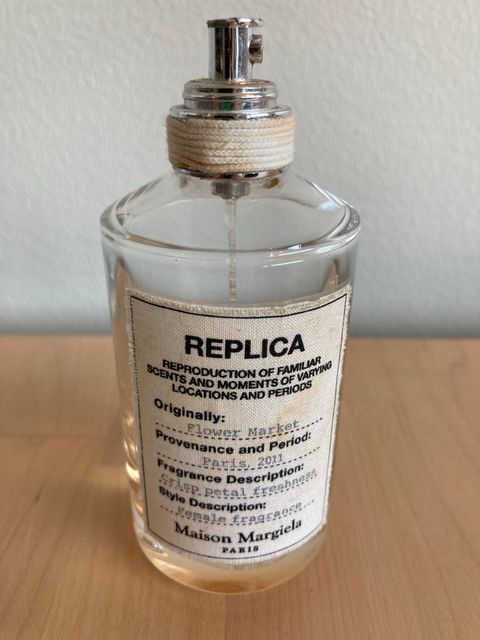 REPLICA
REPRODUCTION OF FAMILIAR
SCENTS AND MOMENTS OF VARYING
LOCATIONS AND PERIODS
Originally:
Flower Market
Provenance and Period:
Paris, 2011
Fragrance Description:
Crisp petal freshness
Style Description:
Female fragrance
Maison Margiela
PARIS